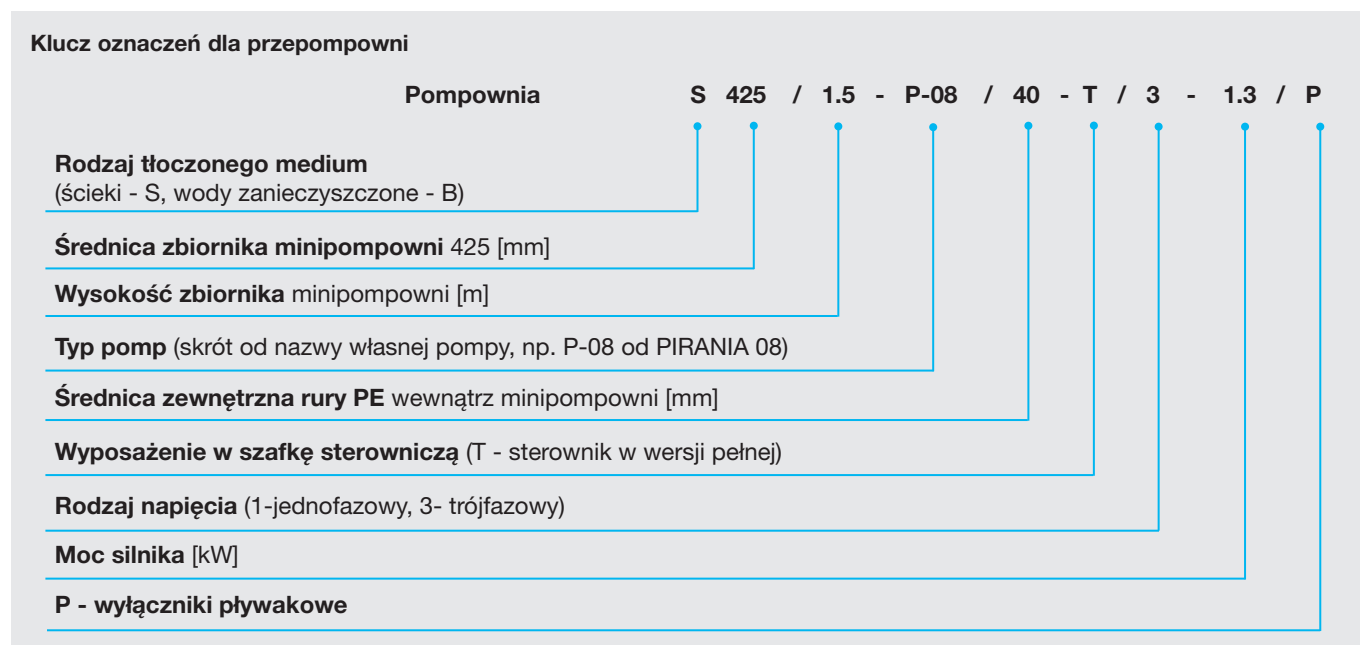 Klucz oznaczeń dla przepompowni
Pompownia S 425 / 1.5 - P-08 / 40 - T / 3 - 1.3 / P
Rodzaj tłoczonego medium
(ścieki - S, wody zanieczyszczone - B)
Średnica zbiornika minipompowni 425 [mm]
Wysokość zbiornika minipompowni [m]
Typ pomp (skrót od nazwy własnej pompy, np. P-08 od PIRANIA 08)
Średnica zewnętrzna rury PE wewnątrz minipompowni [mm]
Wyposażenie w szafkę sterowniczą (T - sterownik w wersji pełnej)
Rodzaj napięcia (1-jednofazowy, 3- trójfazowy)
Moc silnika [kW]
P - wyłączniki pływakowe